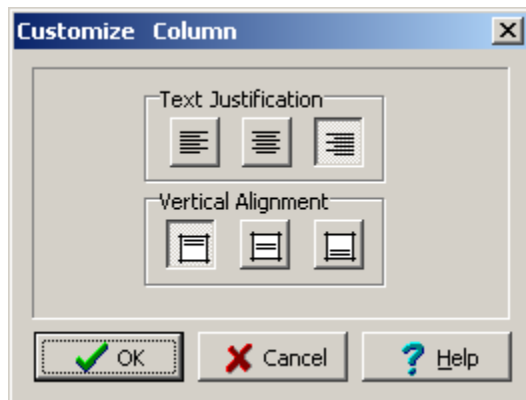 Customize Column
Text Justification
Vertical Alignment
OK Cancel Help